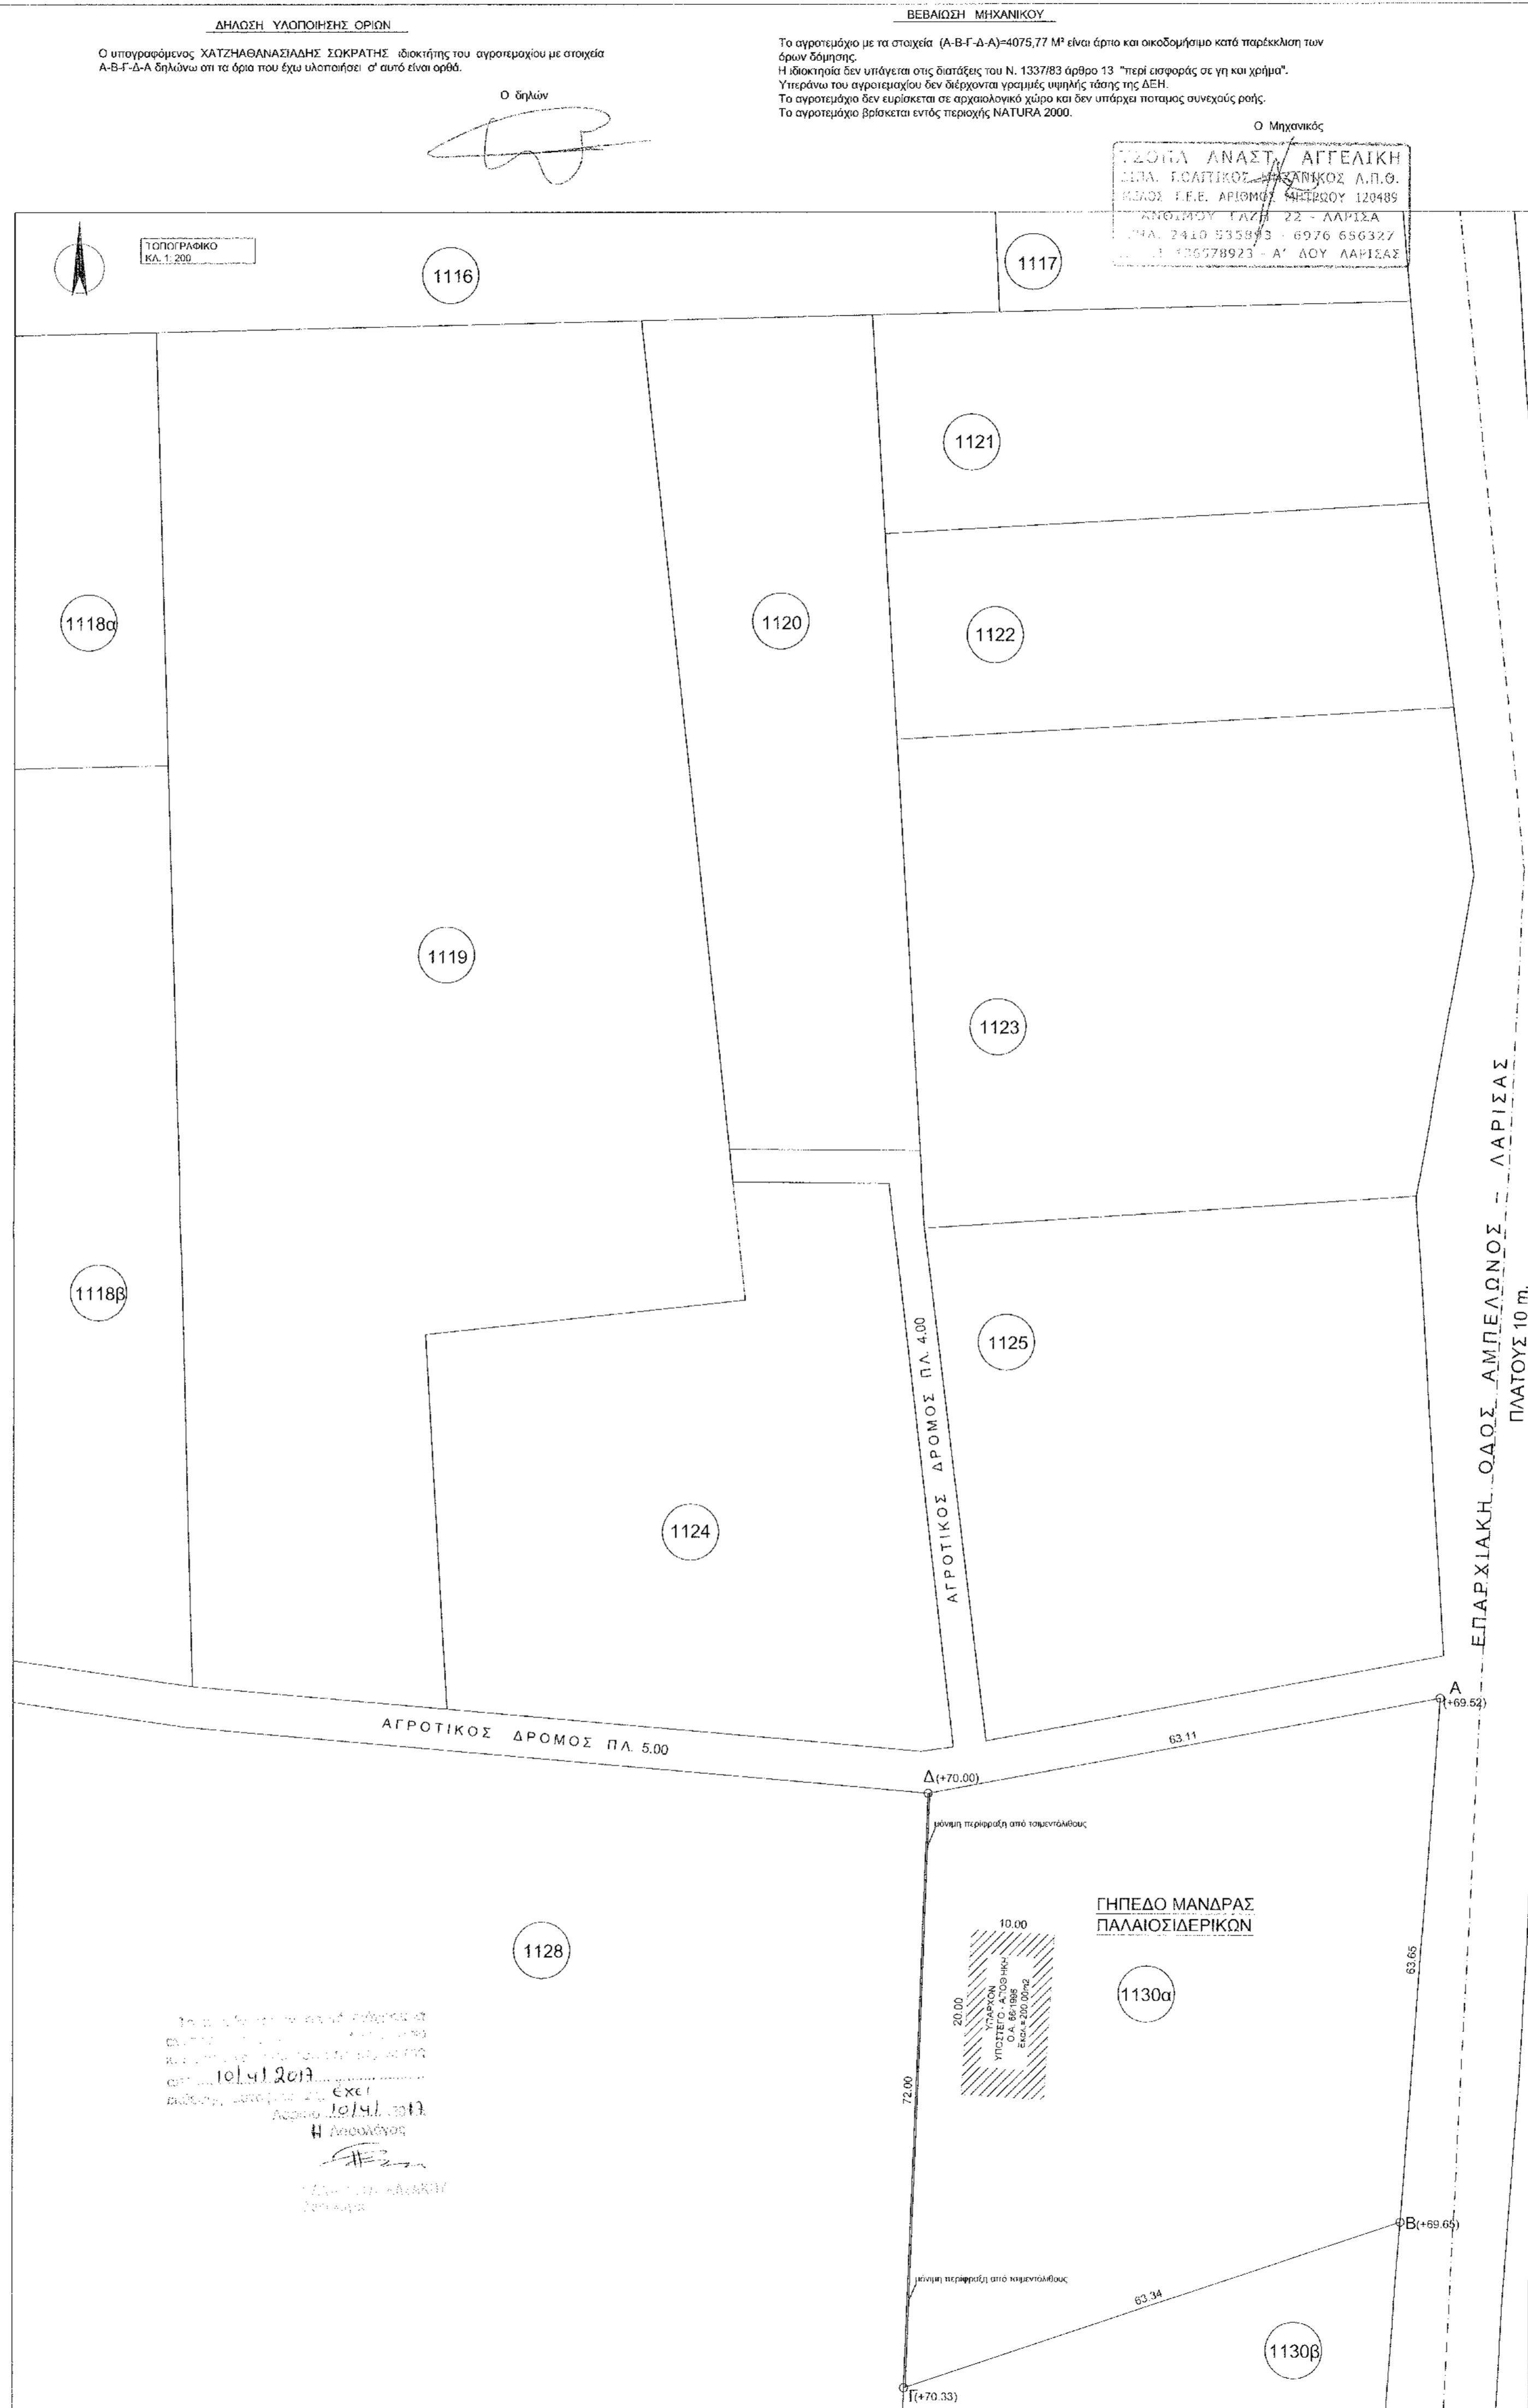 ΔΗΛΩΣΗ ΥΛΟΠΟΙΗΣΗΣ ΟΡΙΩΝ
Ο υπογραφόμενος ΧΑΤΖΗΑΘΑΝΑΣΙΑΔΗΣ ΣΩΚΡΑΤΗΣ ιδιοκτήτης του αγροτεμαχίου με στοιχεία
Α-Β-Γ-Δ-Α δηλώνω οτι τα όρια που έχω υλοποιήσει σ' αυτό είναι ορθά.
Ο δηλών
ΒΕΒΑΙΩΣΗ ΜΗΧΑΝΙΚΟΥ
Το αγροτεμάχιο με τα στοιχεία (Α-Β-Γ-Δ-Α)=4075,77 Μ² είναι άρτιο και οικοδομήσιμο κατά παρέκκλιση των
όρων δόμησης.
Η ιδιοκτησία δεν υπάγεται στις διατάξεις του Ν. 1337/83 άρθρο 13 "περί εισφοράς σε γη και χρήμα".
Υπεράνω του αγροτεμαχίου δεν διέρχονται γραμμές υψηλής τάσης της ΔΕΗ.
Το αγροτεμάχιο δεν ευρίσκεται σε αρχαιολογικό χώρο και δεν υπάρχει ποταμος συνεχούς ροής.
Το αγροτεμάχιο βρίσκεται εντός περιοχής NATURA 2000.
Ο Μηχανικός
ΤΣΟΠΑ ΑΝΑΣΤ. ΑΓΓΕΛΙΚΗ
ΔΙΠΛ. ΠΟΛΙΤΙΚΟΣ ΜΗΧΑΝΙΚΟΣ Α.Π.Θ.
ΜΕΛΟΣ Τ.Ε.Ε. ΑΡΙΘΜΟΣ ΜΗΤΡΩΟΥ 120489
ΑΝΘΙΜΟΥ ΓΑΖΗ 22 - ΛΑΡΙΣΑ
2410 535893 - 6976 656327
- Α' ΔΟΥ ΛΑΡΙΣΑΣ
ΤΟΠΟΓΡΑΦΙΚΟ
ΚΛ. 1: 200
1116
1117
1121
1118α
1120
1122
1119
1123
1118β
1125
1124
ΑΓΡΟΤΙΚΟΣ ΔΡΟΜΟΣ ΠΛ. 4.00
ΕΠΑΡΧΙΑΚΗ ΟΔΟΣ ΑΜΠΕΛΩΝΟΣ -- ΛΑΡΙΣΑΣ
ΠΛΑΤΟΥΣ 10 m.
ΑΓΡΟΤΙΚΟΣ ΔΡΟΜΟΣ ΠΛ. 5.00
Α
(+69.52)
63.11
Δ(+70.00)
μόνιμη περίφραξη από τσιμεντόλιθους
ΓΗΠΕΔΟ ΜΑΝΔΡΑΣ
ΠΑΛΑΙΟΣΙΔΕΡΙΚΩΝ
10.00
20.00
ΥΠΑΡΧΟΝ
ΥΠΟΣΤΕΓΟ - ΑΠΟΘΗΚΗ
Ο.Α. 66/1996
Εκαλ.=200.00m2
1128
1130α
63.65
72.00
10/4/2017
έχει
10/4/ 2017
Η
Β(+69.65)
μόνιμη περίφραξη από τσιμεντόλιθους
63.34
1130β
Γ(+70.33)